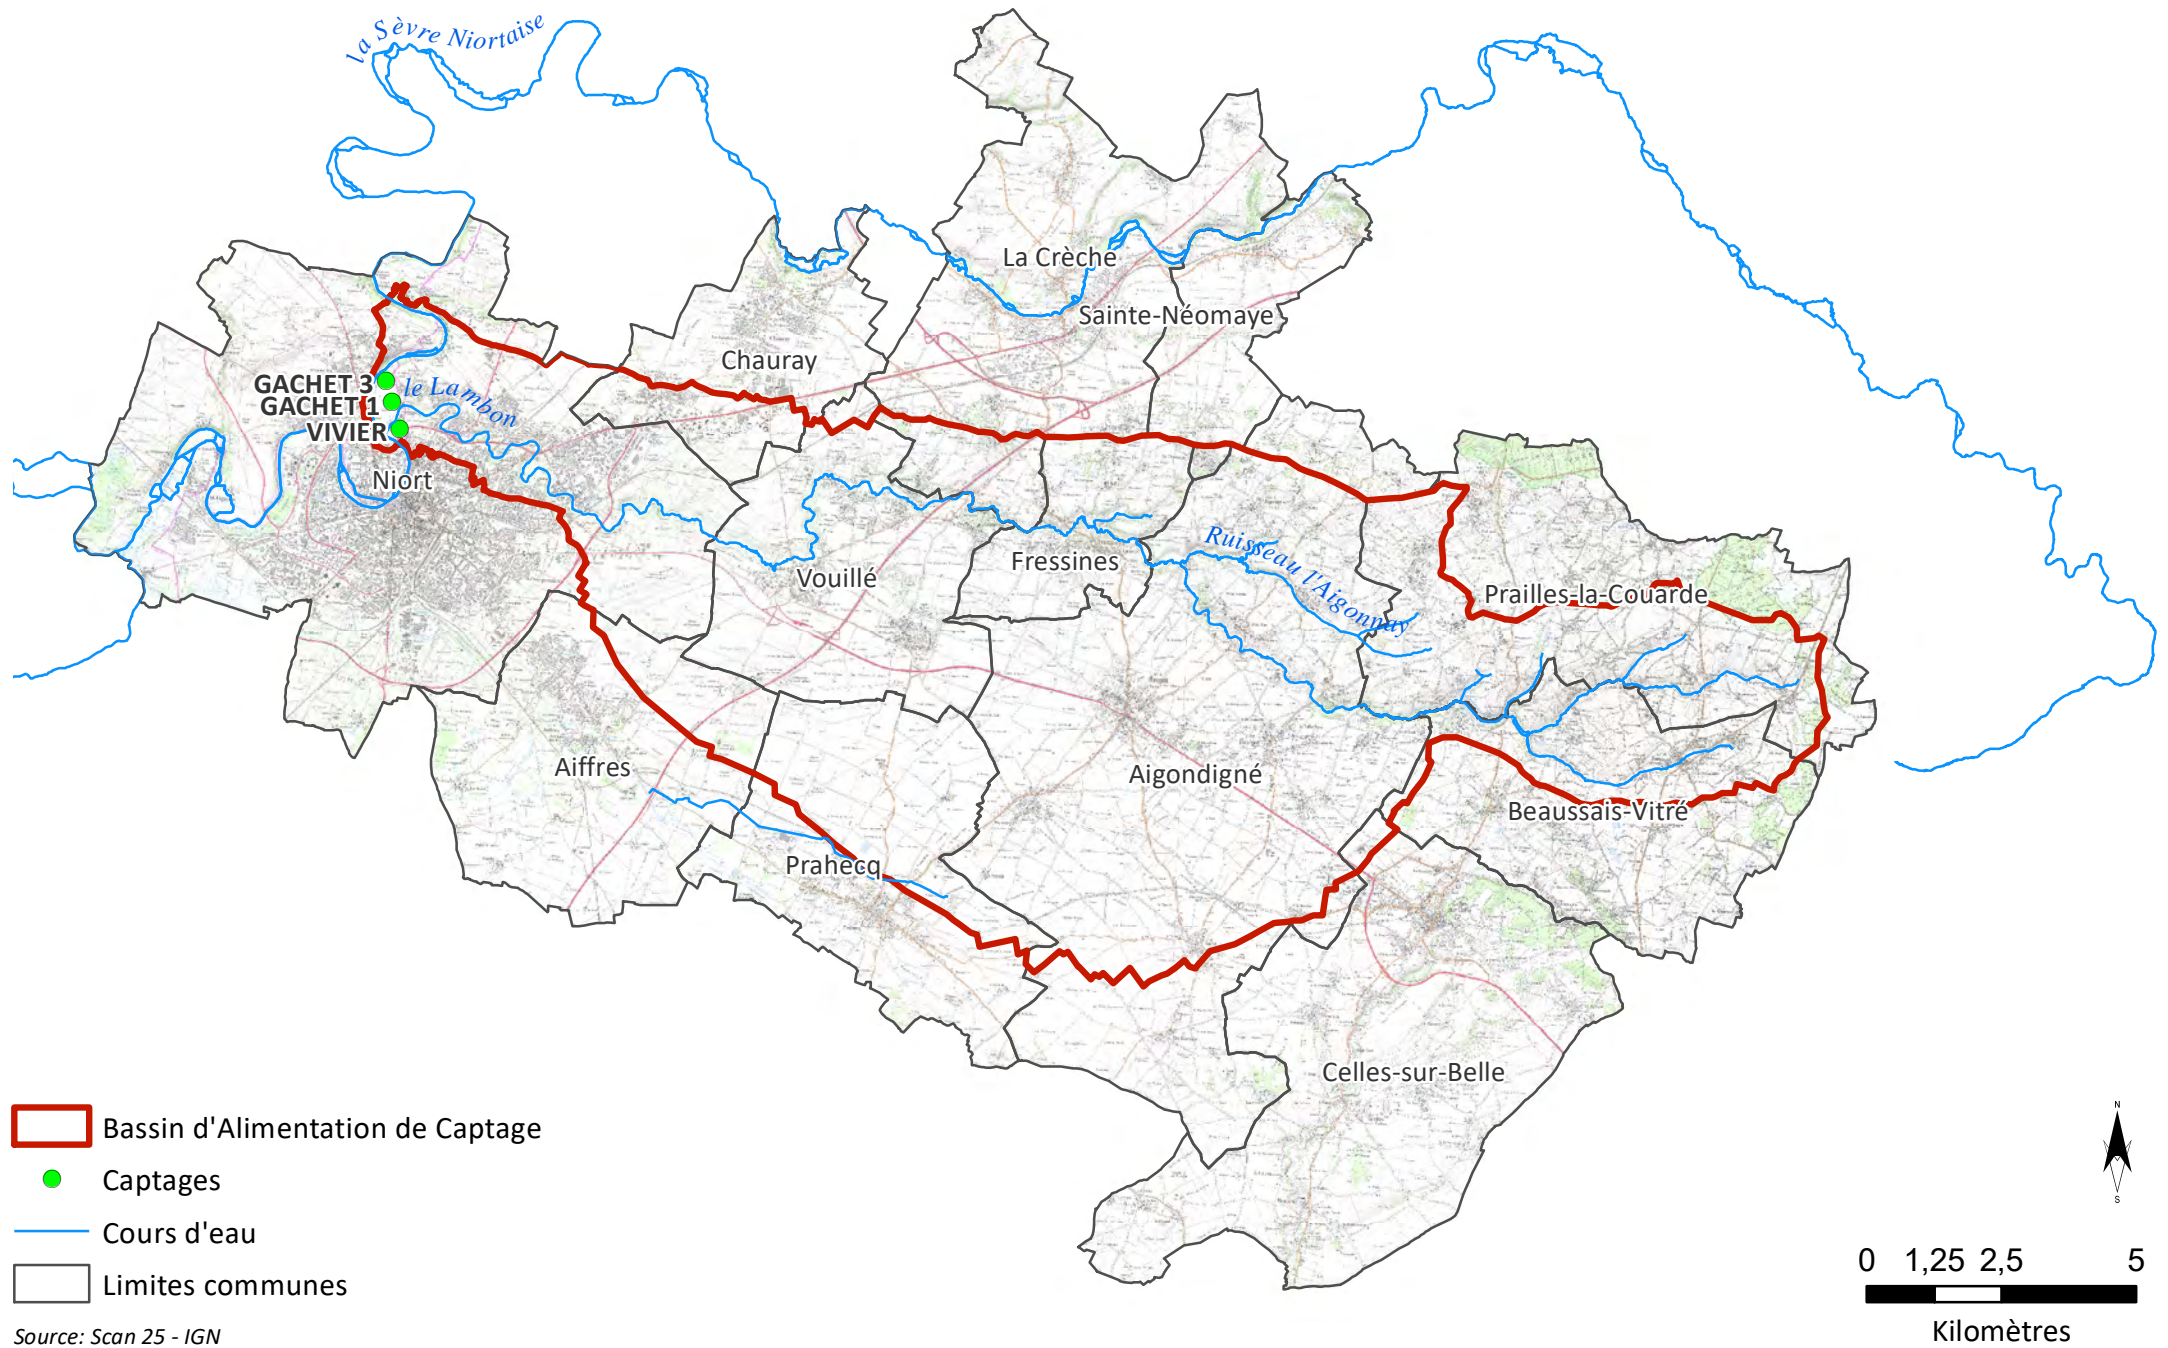 la Sèvre Niortaise
La Crèche
Sainte-Néomaye
Chauray
GACHET 3
le Lambon
GACHET 1
VIVIER
Niort
Ruisseau l'Aigonnay
Fressines
Vouillé
Prailles-la-Couarde
Aiffres
Aigondigné
Beaussais-Vitré
Prahecq
Celles-sur-Belle
Bassin d'Alimentation de Captage
Captages
Cours d'eau
Limites communes
Source: Scan 25 - IGN
N
S
0 1,25 2,5 5
Kilomètres